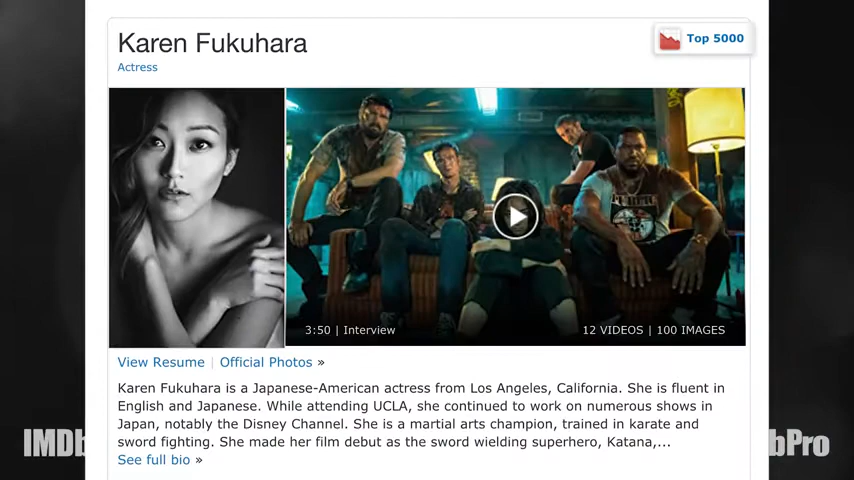 Karen Fukuhara
Top 5000
Actress
3:50 | Interview
12 VIDEOS | 100 IMAGES
View Resume | Official Photos »
Karen Fukuhara is a Japanese-American actress from Los Angeles, California. She is fluent in
English and Japanese. While attending UCLA, she continued to work on numerous shows in
Japan, notably the Disney Channel. She is a martial arts champion, trained in karate and
sword fighting. She made her film debut as the sword wielding superhero, Katana,...
See full bio »
IMDb
bPro